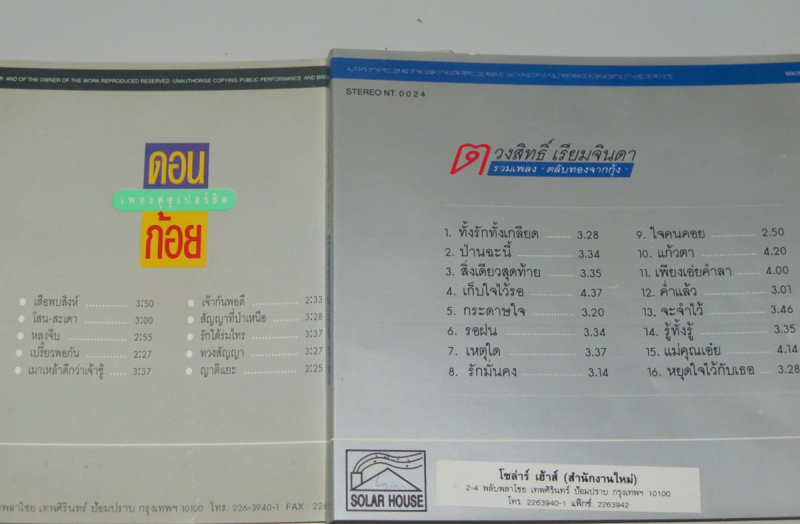 AND OF THE OWNER OF THE WORK REPRODUCED RESERVED. UNAUTHORISE COPYING, PUBLIC PERFORMANCE, AND
ดอน
เพลงคู่ซูเปอร์ฮิต
ก้อย
เสือพบสิงห์ ........ 3:50
โสน-สะเดา ........ 3:00
หลงจีบ ........ 2:55
เปรี้ยวพอกัน ........ 2:27
เมาเหล้าดีกว่าเจ้าชู้ ..... 3:37
เจ๊ากันพอดี ........ 2:33
สัญญาที่บ้าเหนือ ... 3:28
รักใต้ร่มไทร ........ 3:37
ทวงสัญญา ........ 3:27
ญาติแยะ ........ 2:25
เทพศิรินทร์ ป้อมปราบ กรุงเทพฯ 10100 โทร. 226-3940-1 FAX :
STEREO NT. 0024
ดวงสิทธิ์ เรียมจินดา
รวมเพลง "ตลับทองจากกุ้ง"
1. ทั้งรักทั้งเกลียด ........ 3.28
2. ป่านฉะนี้ ........ 3.34
3. สิ่งเดียวสุดท้าย ........ 3.35
4. เก็บใจไว้รอ ........ 4.37
5. กระดาษใจ ........ 3.20
6. รอฝน ........ 3.34
7. เหตุใด ........ 3.37
8. รักมั่นคง ........ 3.14
9. ใจคนคอย ........ 2.50
10. แก้วตา ........ 4.20
11. เพียงเอ่ยคำลา ........ 4.00
12. ค่ำแล้ว ........ 3.01
13. จะจำไว้ ........ 3.46
14. รู้ทั้งรู้ ........ 3.35
15. แม่คุณเอ๋ย ........ 4.14
16. หยุดใจไว้กับเธอ ... 3.28
SOLAR HOUSE
โซล่าร์ เฮ้าส์ (สำนักงานใหม่)
2-4 พลับพลาไชย เทพศิรินทร์ ป้อมปราบ กรุงเทพฯ 10100
โทร. 2263940-1 แฟ็กซ์. 2263942